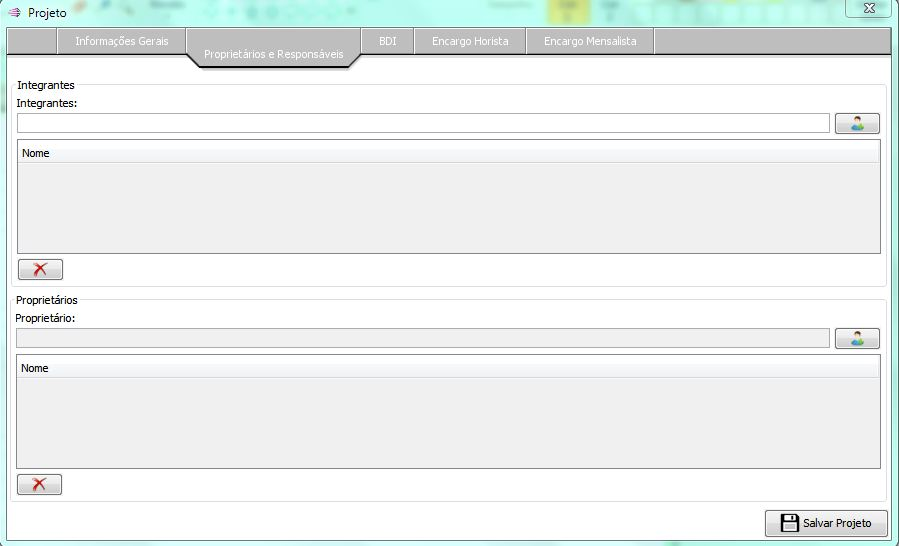 Projeto
Informações Gerais
Proprietários e Responsáveis
BDI
Encargo Horista
Encargo Mensalista
Integrantes
Integrantes:
Nome
Proprietários
Proprietário:
Nome
Salvar Projeto